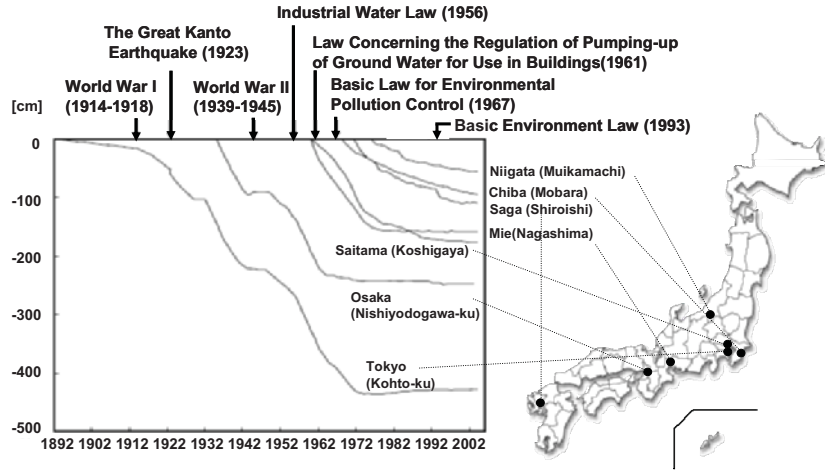 Industrial Water Law (1956)
The Great Kanto
Earthquake (1923)
Law Concerning the Regulation of Pumping-up
of Ground Water for Use in Buildings(1961)
World War I
(1914-1918)
World War II
(1939-1945)
Basic Law for Environmental
Pollution Control (1967)
[cm]
Basic Environment Law (1993)
0
-100
-200
-300
-400
-500
Niigata (Muikamachi)
Chiba (Mobara)
Saga (Shiroishi)
Mie(Nagashima)
Saitama (Koshigaya)
Osaka
(Nishiyodogawa-ku)
Tokyo
(Kohto-ku)
1892 1902 1912 1922 1932 1942 1952 1962 1972 1982 1992 2002